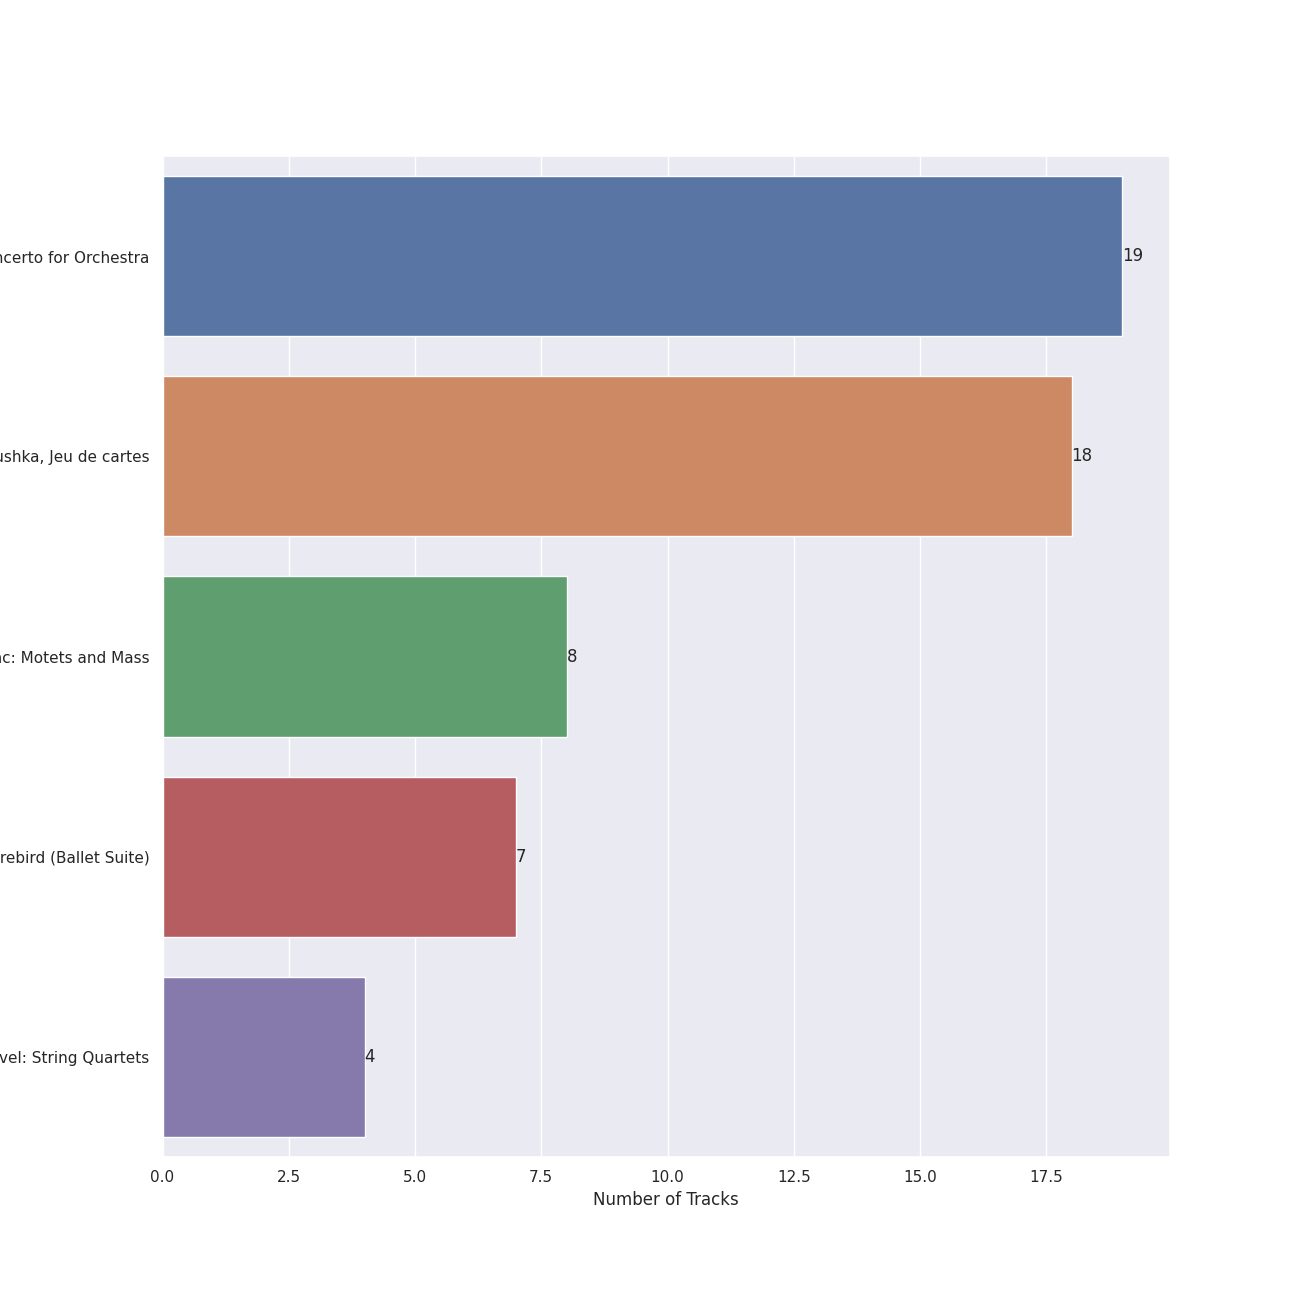 ncerto for Orchestra
19
ushka, Jeu de cartes
18
nc: Motets and Mass
8
rebird (Ballet Suite)
7
vel: String Quartets
4
0.0 2.5 5.0 7.5 10.0 12.5 15.0 17.5
Number of Tracks